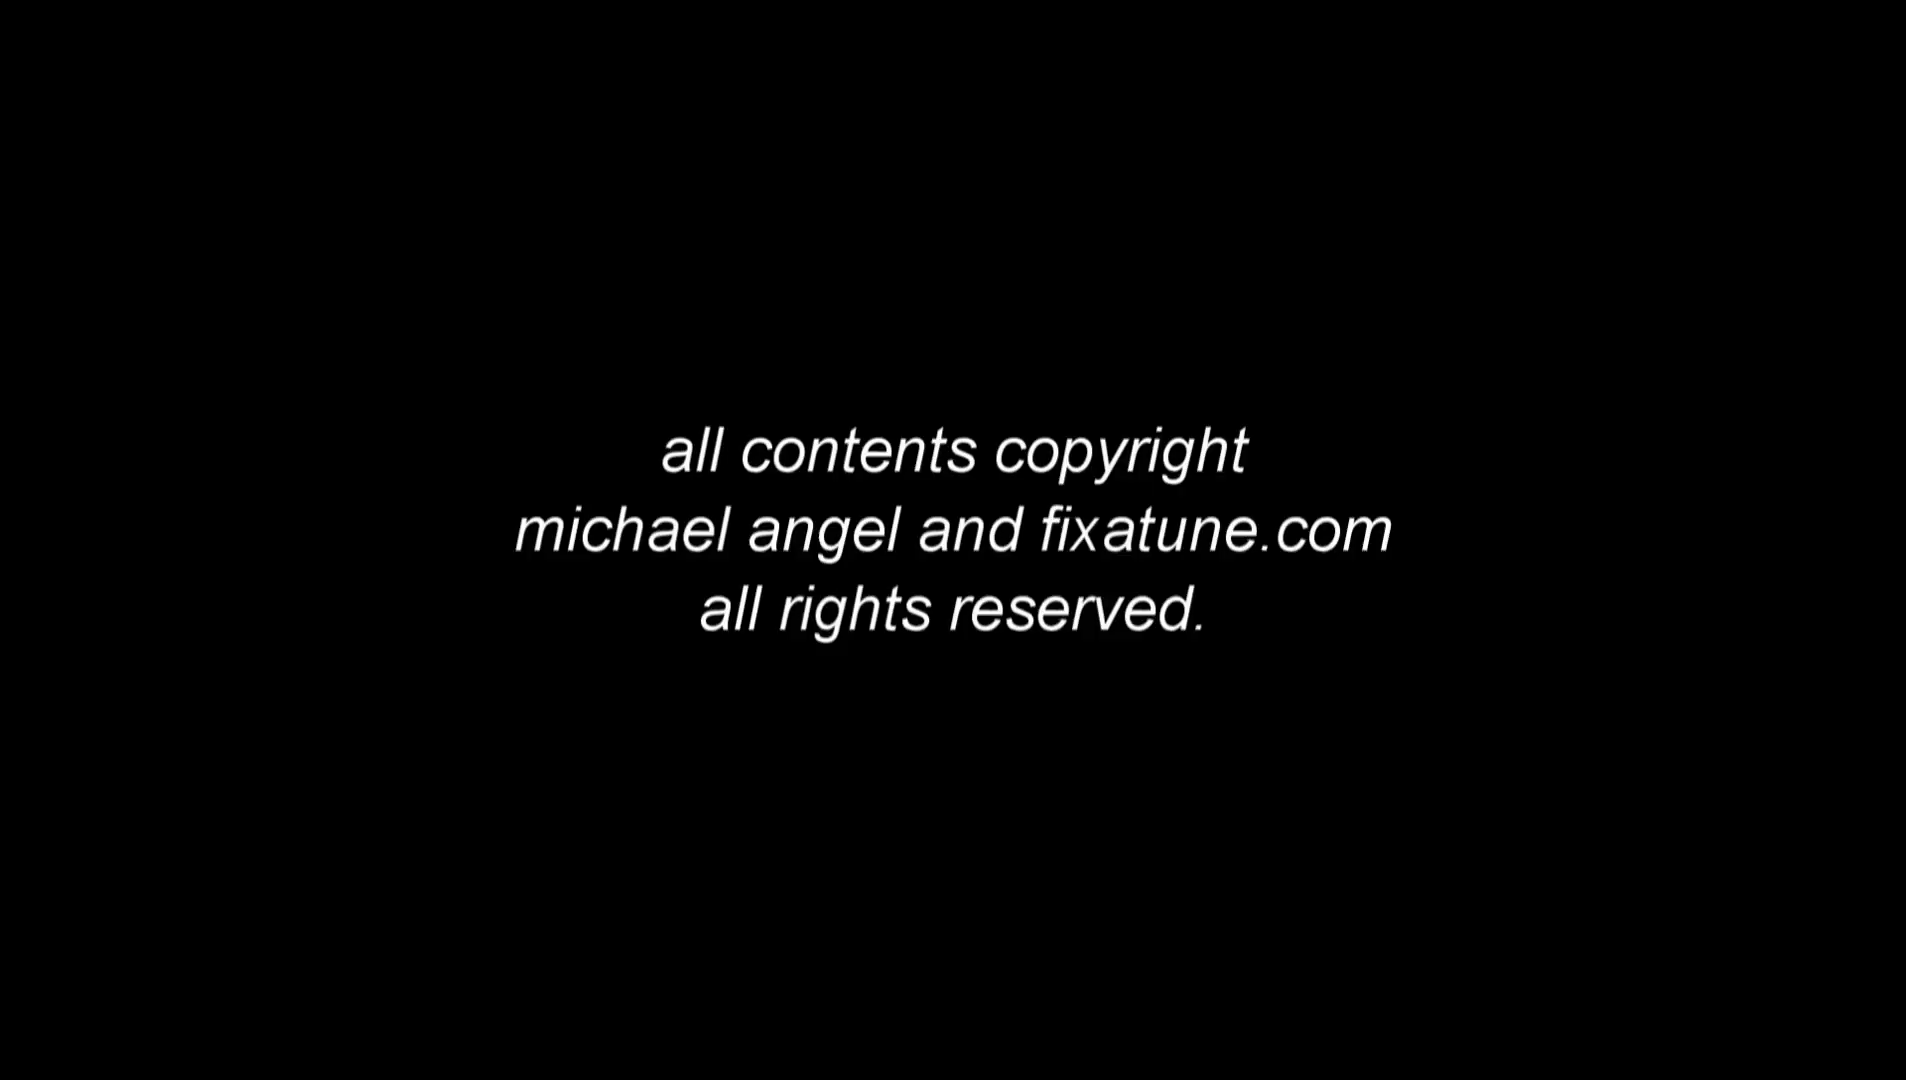 all contents copyright
michael angel and fixatune.com
all rights reserved.